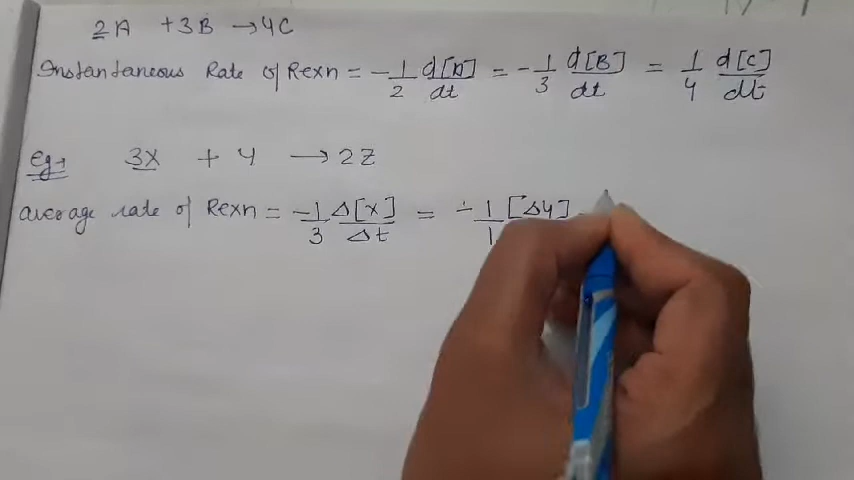 2A +3B → 4C
Instantaneous Rate of Rexn = -1/2 d[A]/dt = -1/3 d[B]/dt = 1/4 d[C]/dt
eg→ 3X + Y → 2Z
average rate of Rexn = -1/3 Δ[X]/Δt = -1/1 [ΔY]